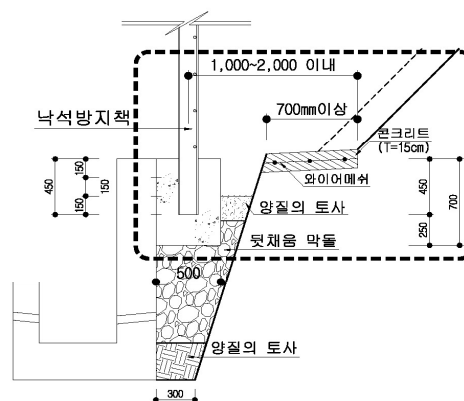 1,000~2,000 이내
700mm이상
낙석방지책
콘크리트
(T=15cm)
와이어메쉬
450
150
150
150
450
700
250
양질의 토사
뒷채움 막돌
500
양질의 토사
300